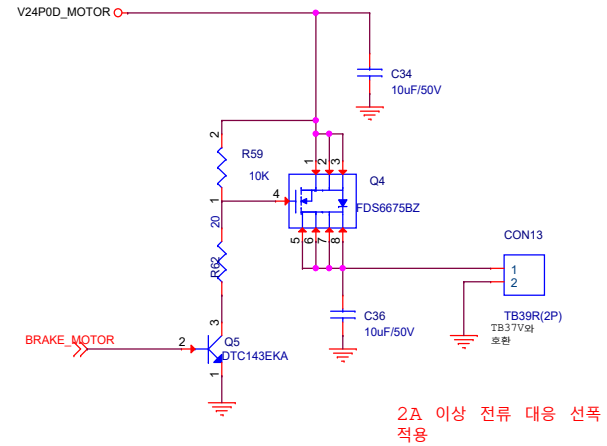 V24P0D_MOTOR
C34
10uF/50V
2
R59
10K
1
1
2
3
Q4
4
FDS6675BZ
5
6
7
8
20
R62
CON13
1
2
TB39R(2P)
TB37V와
호환
C36
10uF/50V
3
BRAKE_MOTOR
2
Q5
DTC143EKA
1
2A 이상 전류 대응 선폭
적용